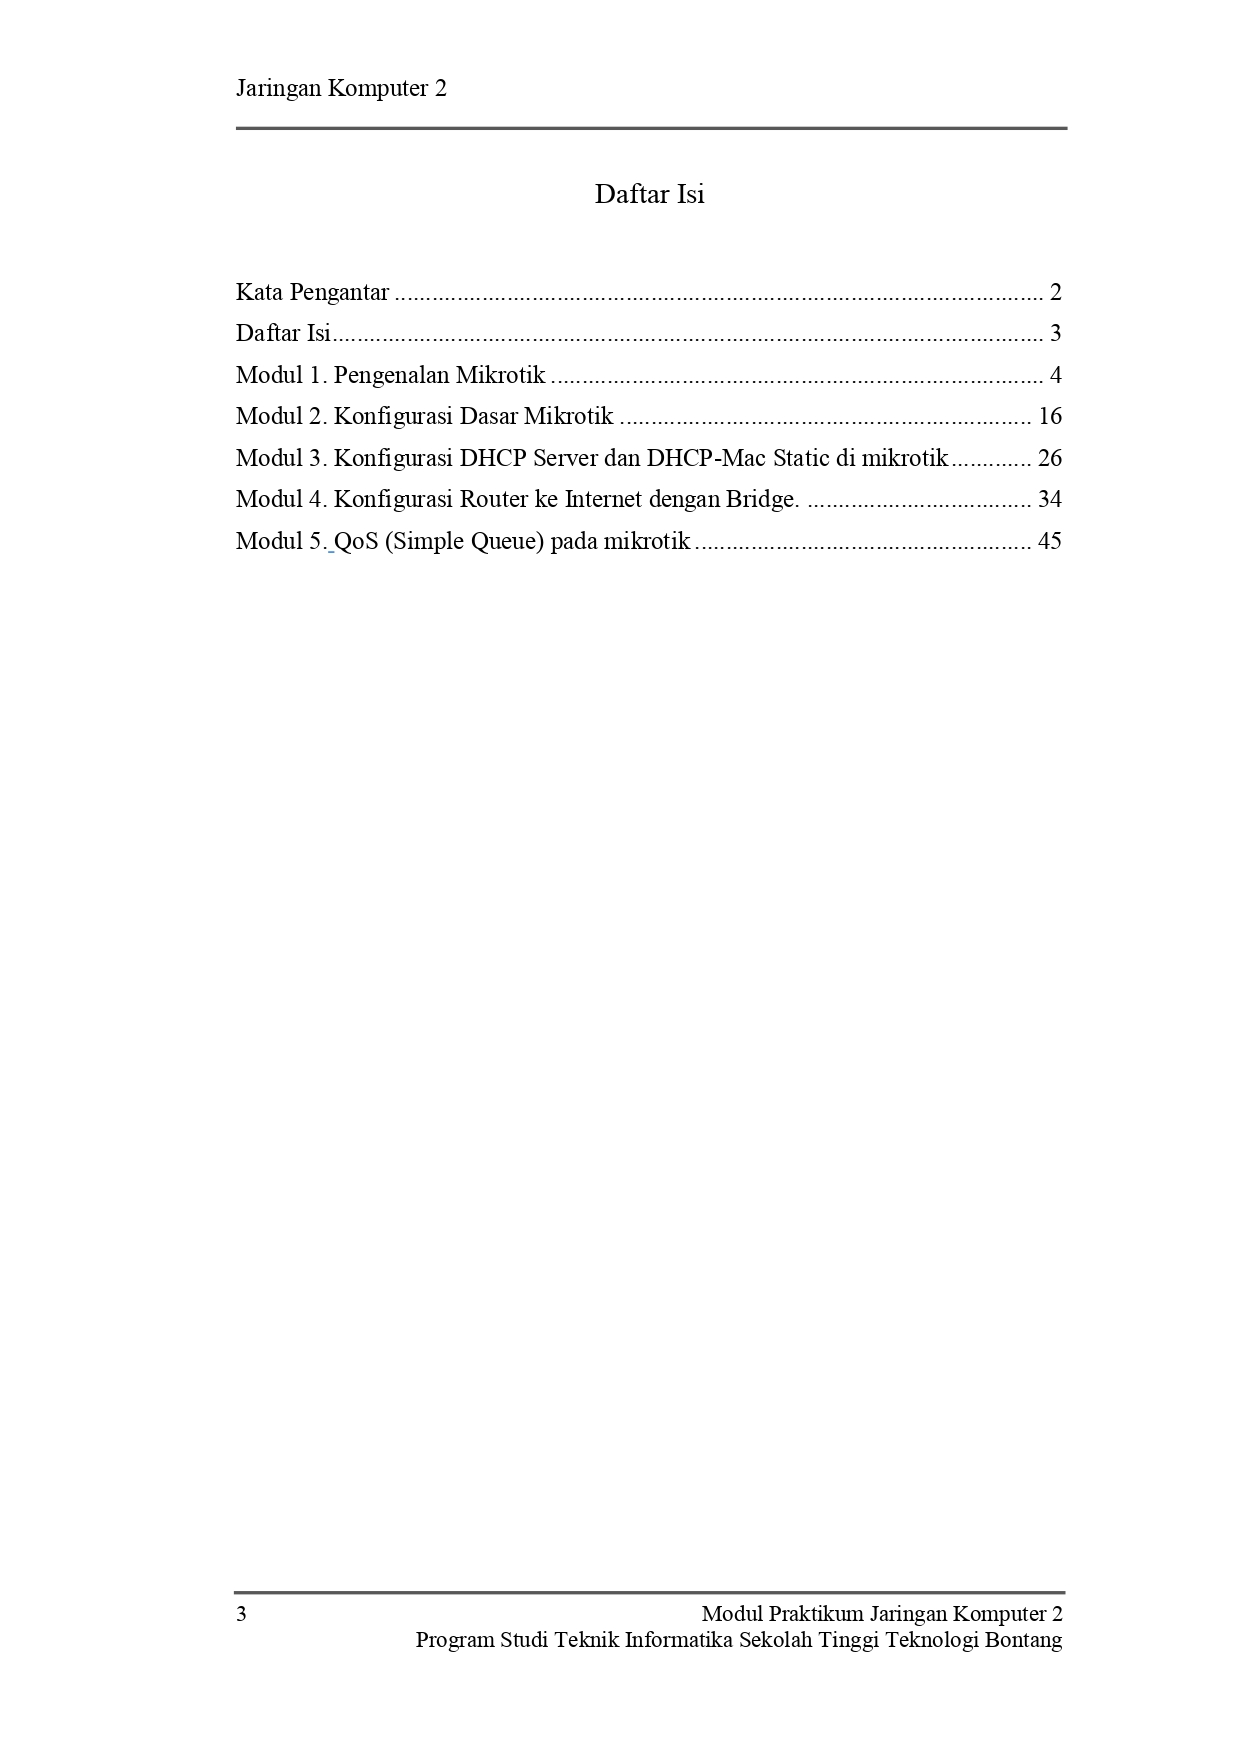 Jaringan Komputer 2
Daftar Isi
Kata Pengantar ........................................................................................................ 2
Daftar Isi.................................................................................................................. 3
Modul 1. Pengenalan Mikrotik ............................................................................... 4
Modul 2. Konfigurasi Dasar Mikrotik .................................................................. 16
Modul 3. Konfigurasi DHCP Server dan DHCP-Mac Static di mikrotik............. 26
Modul 4. Konfigurasi Router ke Internet dengan Bridge. .................................... 34
Modul 5. QoS (Simple Queue) pada mikrotik...................................................... 45
3 Modul Praktikum Jaringan Komputer 2
Program Studi Teknik Informatika Sekolah Tinggi Teknologi Bontang